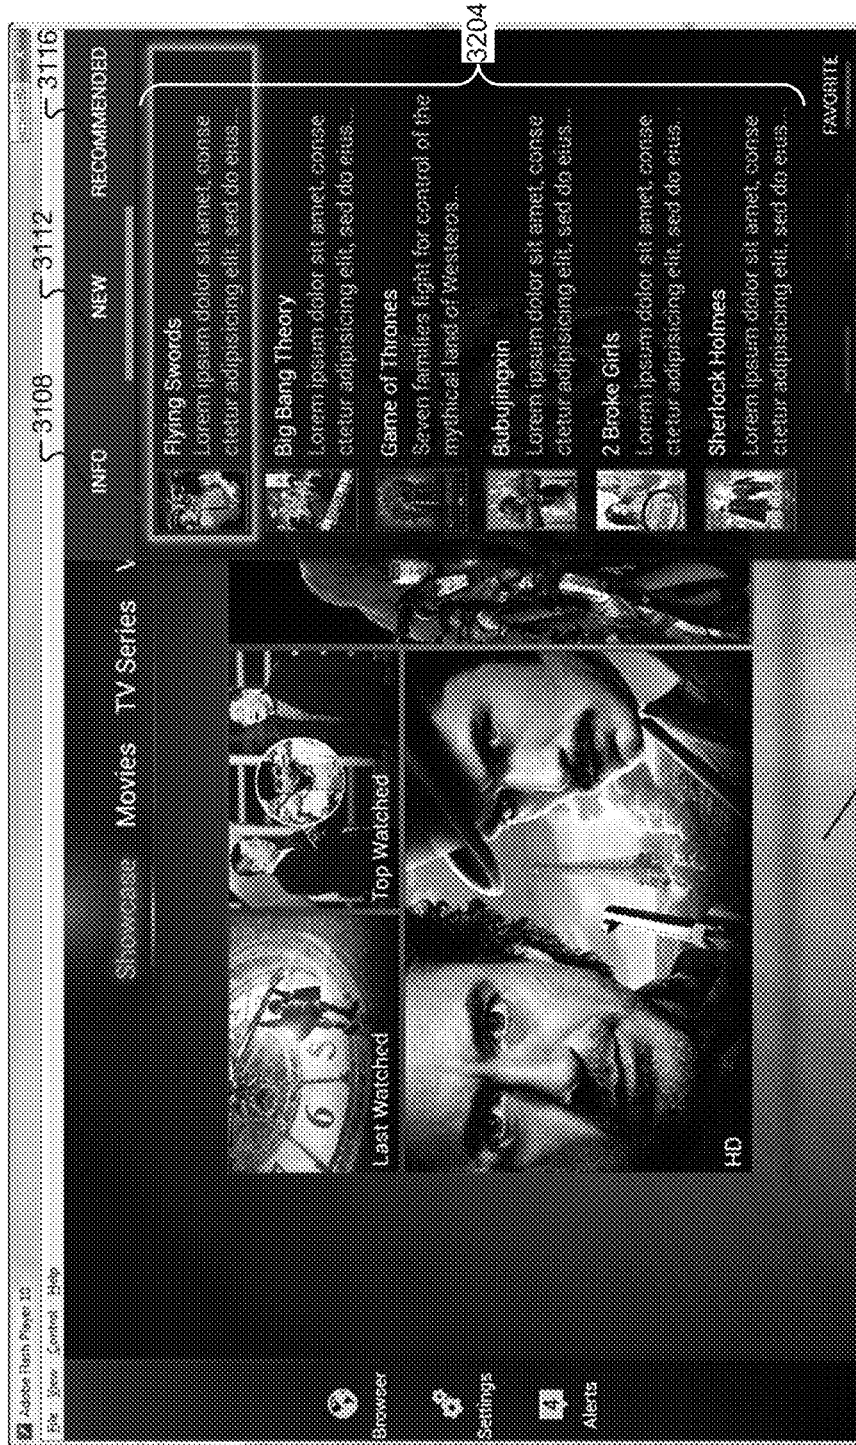 Adobe Flash Player 10
File View Control Help
3108
3112
3116
Showcase
Movies
TV Series
V
INFO
NEW
RECOMMENDED
Browser
Settings
Alerts
4
6
5
Last Watched
Top Watched
HD
Flying Swords
Lorem ipsum dolor sit amet, conse
ctetur adipisicing elit, sed do eius...
Big Bang Theory
Lorem ipsum dolor sit amet, conse
ctetur adipisicing elit, sed do eius...
Game of Thrones
Seven families fight for control of the
mythical land of Westeros...
Bubujingxin
Lorem ipsum dolor sit amet, conse
ctetur adipisicing elit, sed do eius...
2 Broke Girls
Lorem ipsum dolor sit amet, conse
ctetur adipisicing elit, sed do eius...
Sherlock Holmes
Lorem ipsum dolor sit amet, conse
ctetur adipisicing elit, sed do eius...
3204
FAVORITE